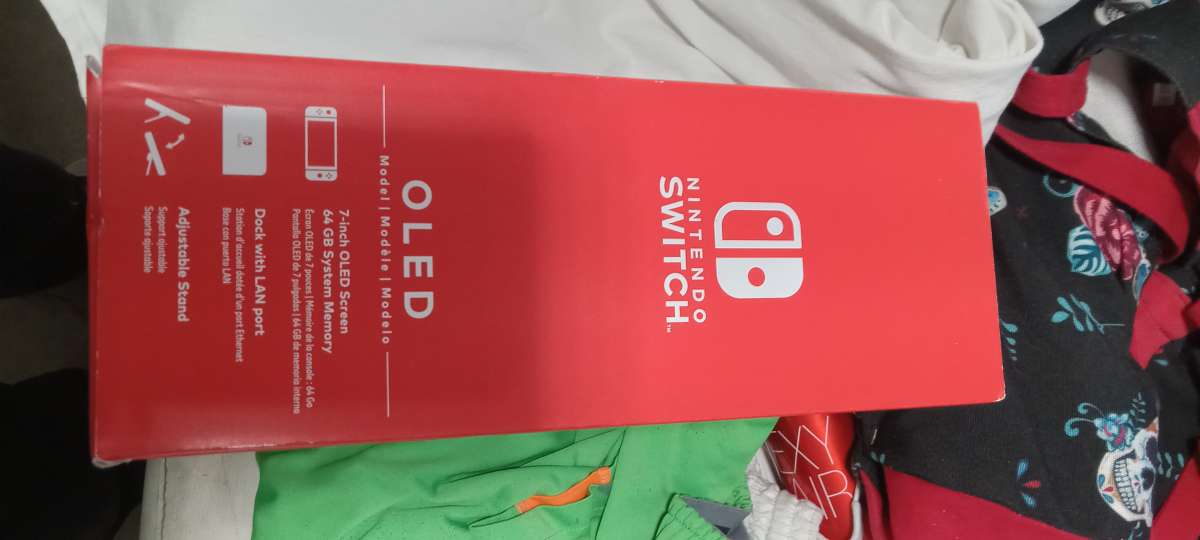 NINTENDO
SWITCH™
OLED
Model | Modèle | Modelo
7-inch OLED Screen
64 GB System Memory
Écran OLED de 7 pouces | Mémoire de la console : 64 Go
Pantalla OLED de 7 pulgadas | 64 GB de memoria interna
Dock with LAN port
Station d'accueil dotée d'un port Ethernet
Base con puerto LAN
Adjustable Stand
Support ajustable
Soporte ajustable